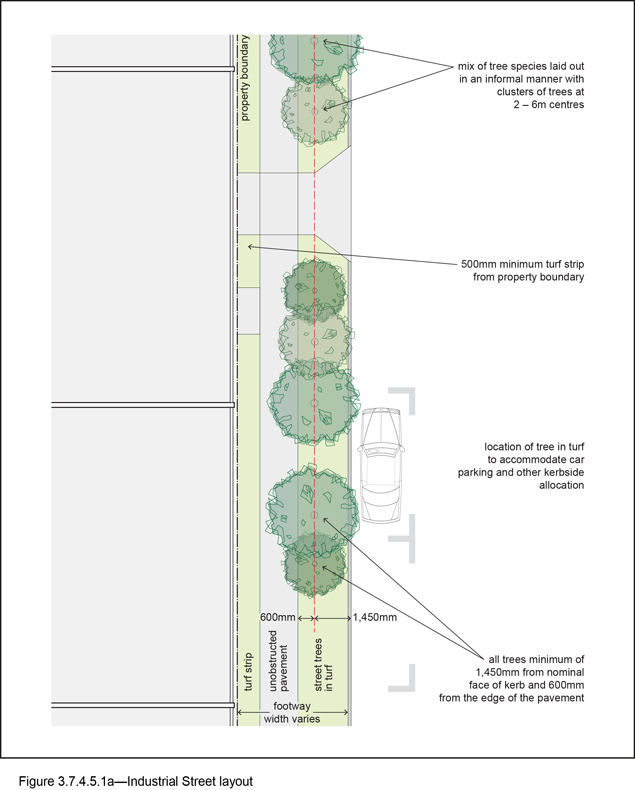 property boundary
mix of tree species laid out
in an informal manner with
clusters of trees at
2 – 6m centres
500mm minimum turf strip
from property boundary
location of tree in turf
to accommodate car
parking and other kerbside
allocation
600mm
1,450mm
turf strip
unobstructed
pavement
street trees
in turf
all trees minimum of
1,450mm from nominal
face of kerb and 600mm
from the edge of the pavement
footway
width varies
Figure 3.7.4.5.1a—Industrial Street layout